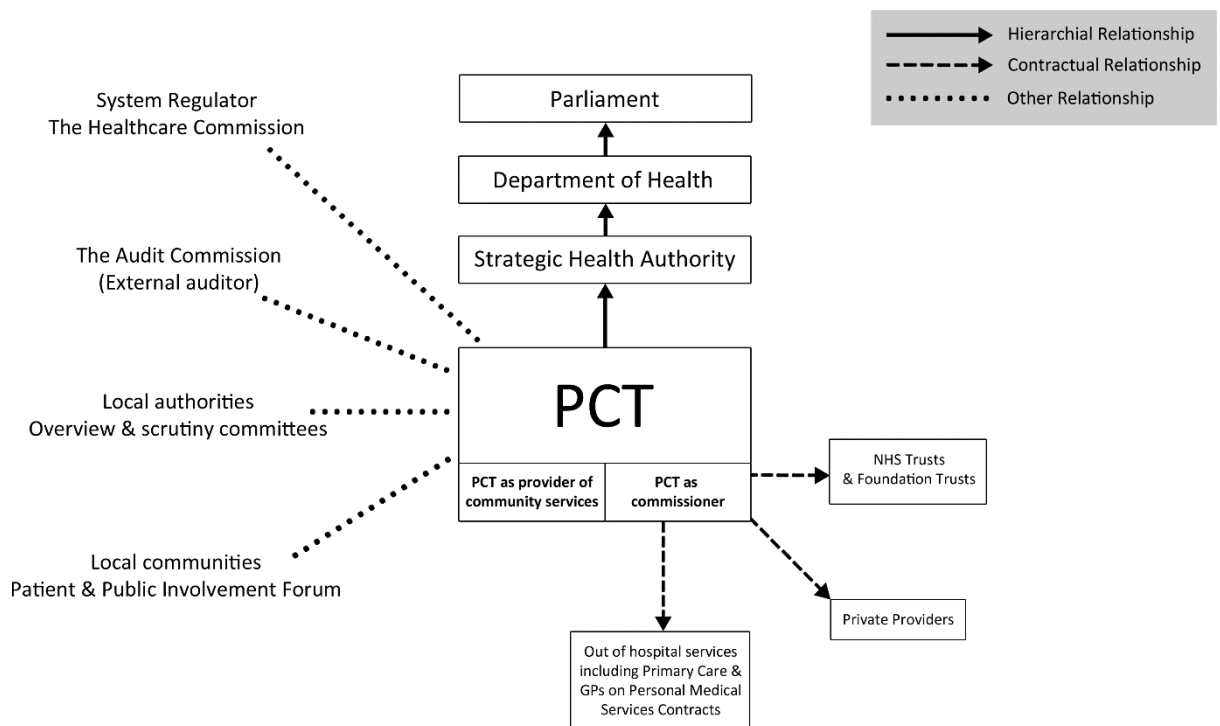 Hierarchial Relationship
Contractual Relationship
Other Relationship
System Regulator
The Healthcare Commission
Parliament
Department of Health
The Audit Commission
(External auditor)
Strategic Health Authority
PCT
Local authorities
Overview & scrutiny committees
PCT as provider of
community services
PCT as
commissioner
NHS Trusts
& Foundation Trusts
Local communities
Patient & Public Involvement Forum
Private Providers
Out of hospital services
including Primary Care &
GPs on Personal Medical
Services Contracts